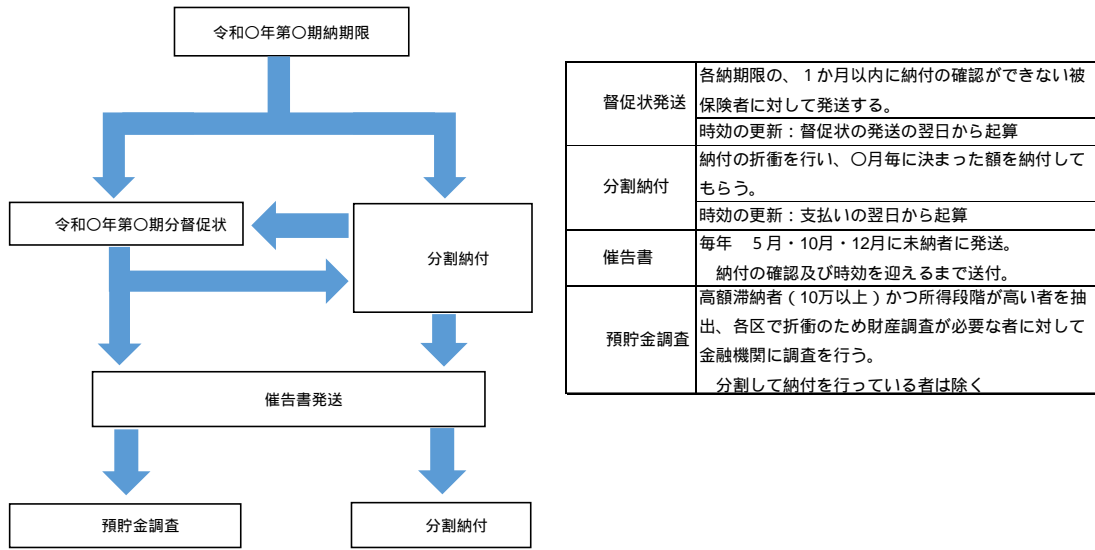 令和〇年第〇期納期限
令和〇年第〇期分督促状
分割納付
催告書発送
預貯金調査
分割納付
督促状発送
各納期限の、1か月以内に納付の確認ができない被
保険者に対して発送する。
時効の更新：督促状の発送の翌日から起算
分割納付
納付の折衝を行い、〇月毎に決まった額を納付して
もらう。
時効の更新：支払いの翌日から起算
催告書
毎年　5月・10月・12月に未納者に発送。
納付の確認及び時効を迎えるまで送付。
預貯金調査
高額滞納者（10万以上）かつ所得段階が高い者を抽
出、各区で折衝のため財産調査が必要な者に対して
金融機関に調査を行う。
分割して納付を行っている者は除く